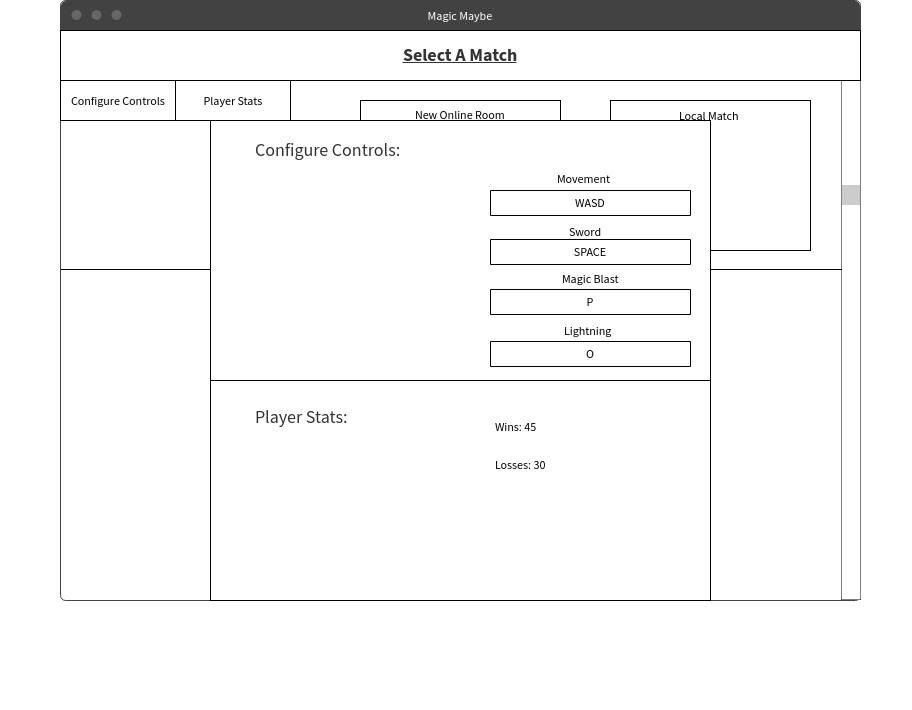 Magic Maybe
Select A Match
Configure Controls
Player Stats
New Online Room
Local Match
Configure Controls:
Movement
WASD
Sword
SPACE
Magic Blast
P
Lightning
O
Player Stats:
Wins: 45
Losses: 30